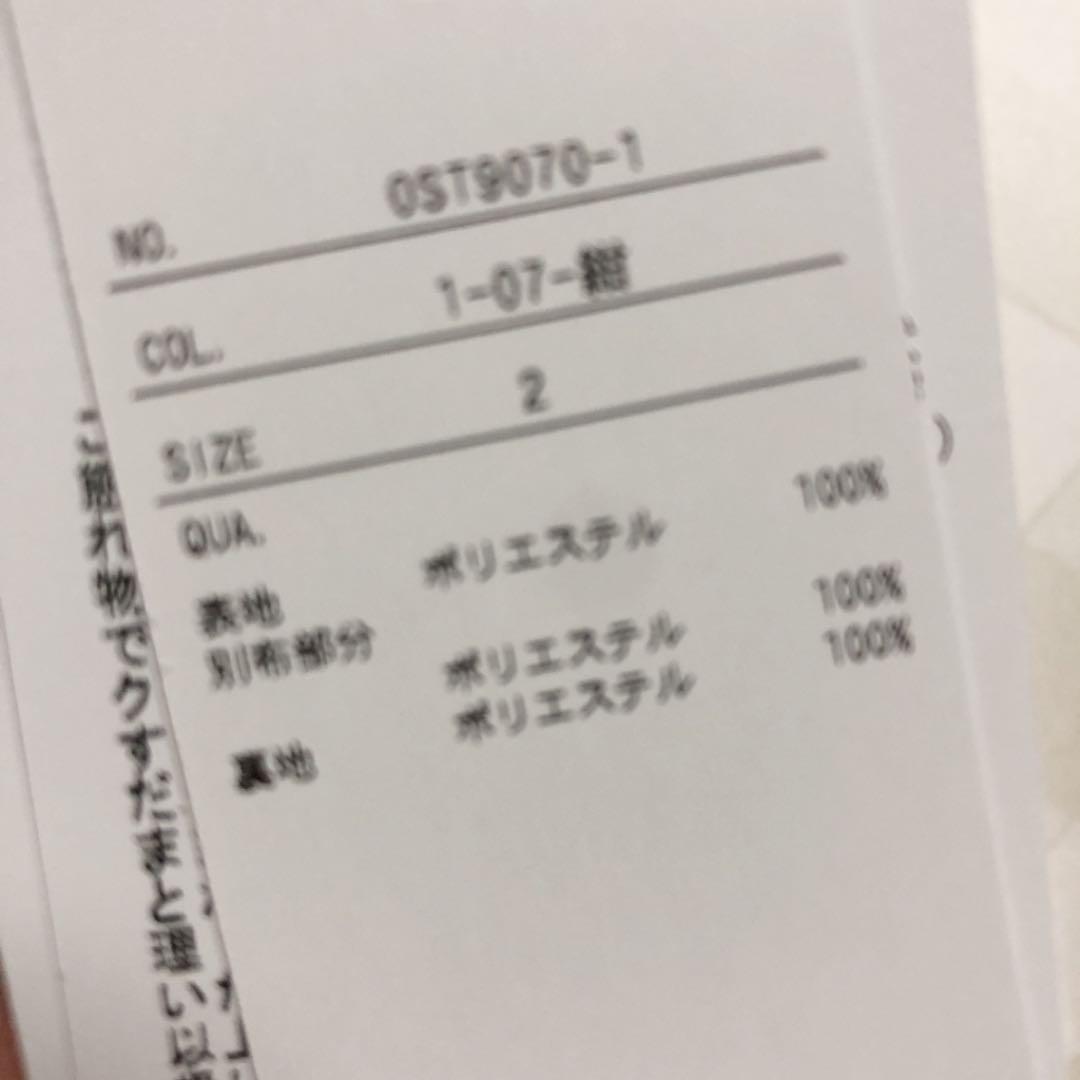 NO. 0ST9070-1
COL. 1-07-紺
SIZE 2
QUA.
表地 ポリエステル 100%
別布部分
ポリエステル 100%
ポリエステル 100%
裏地